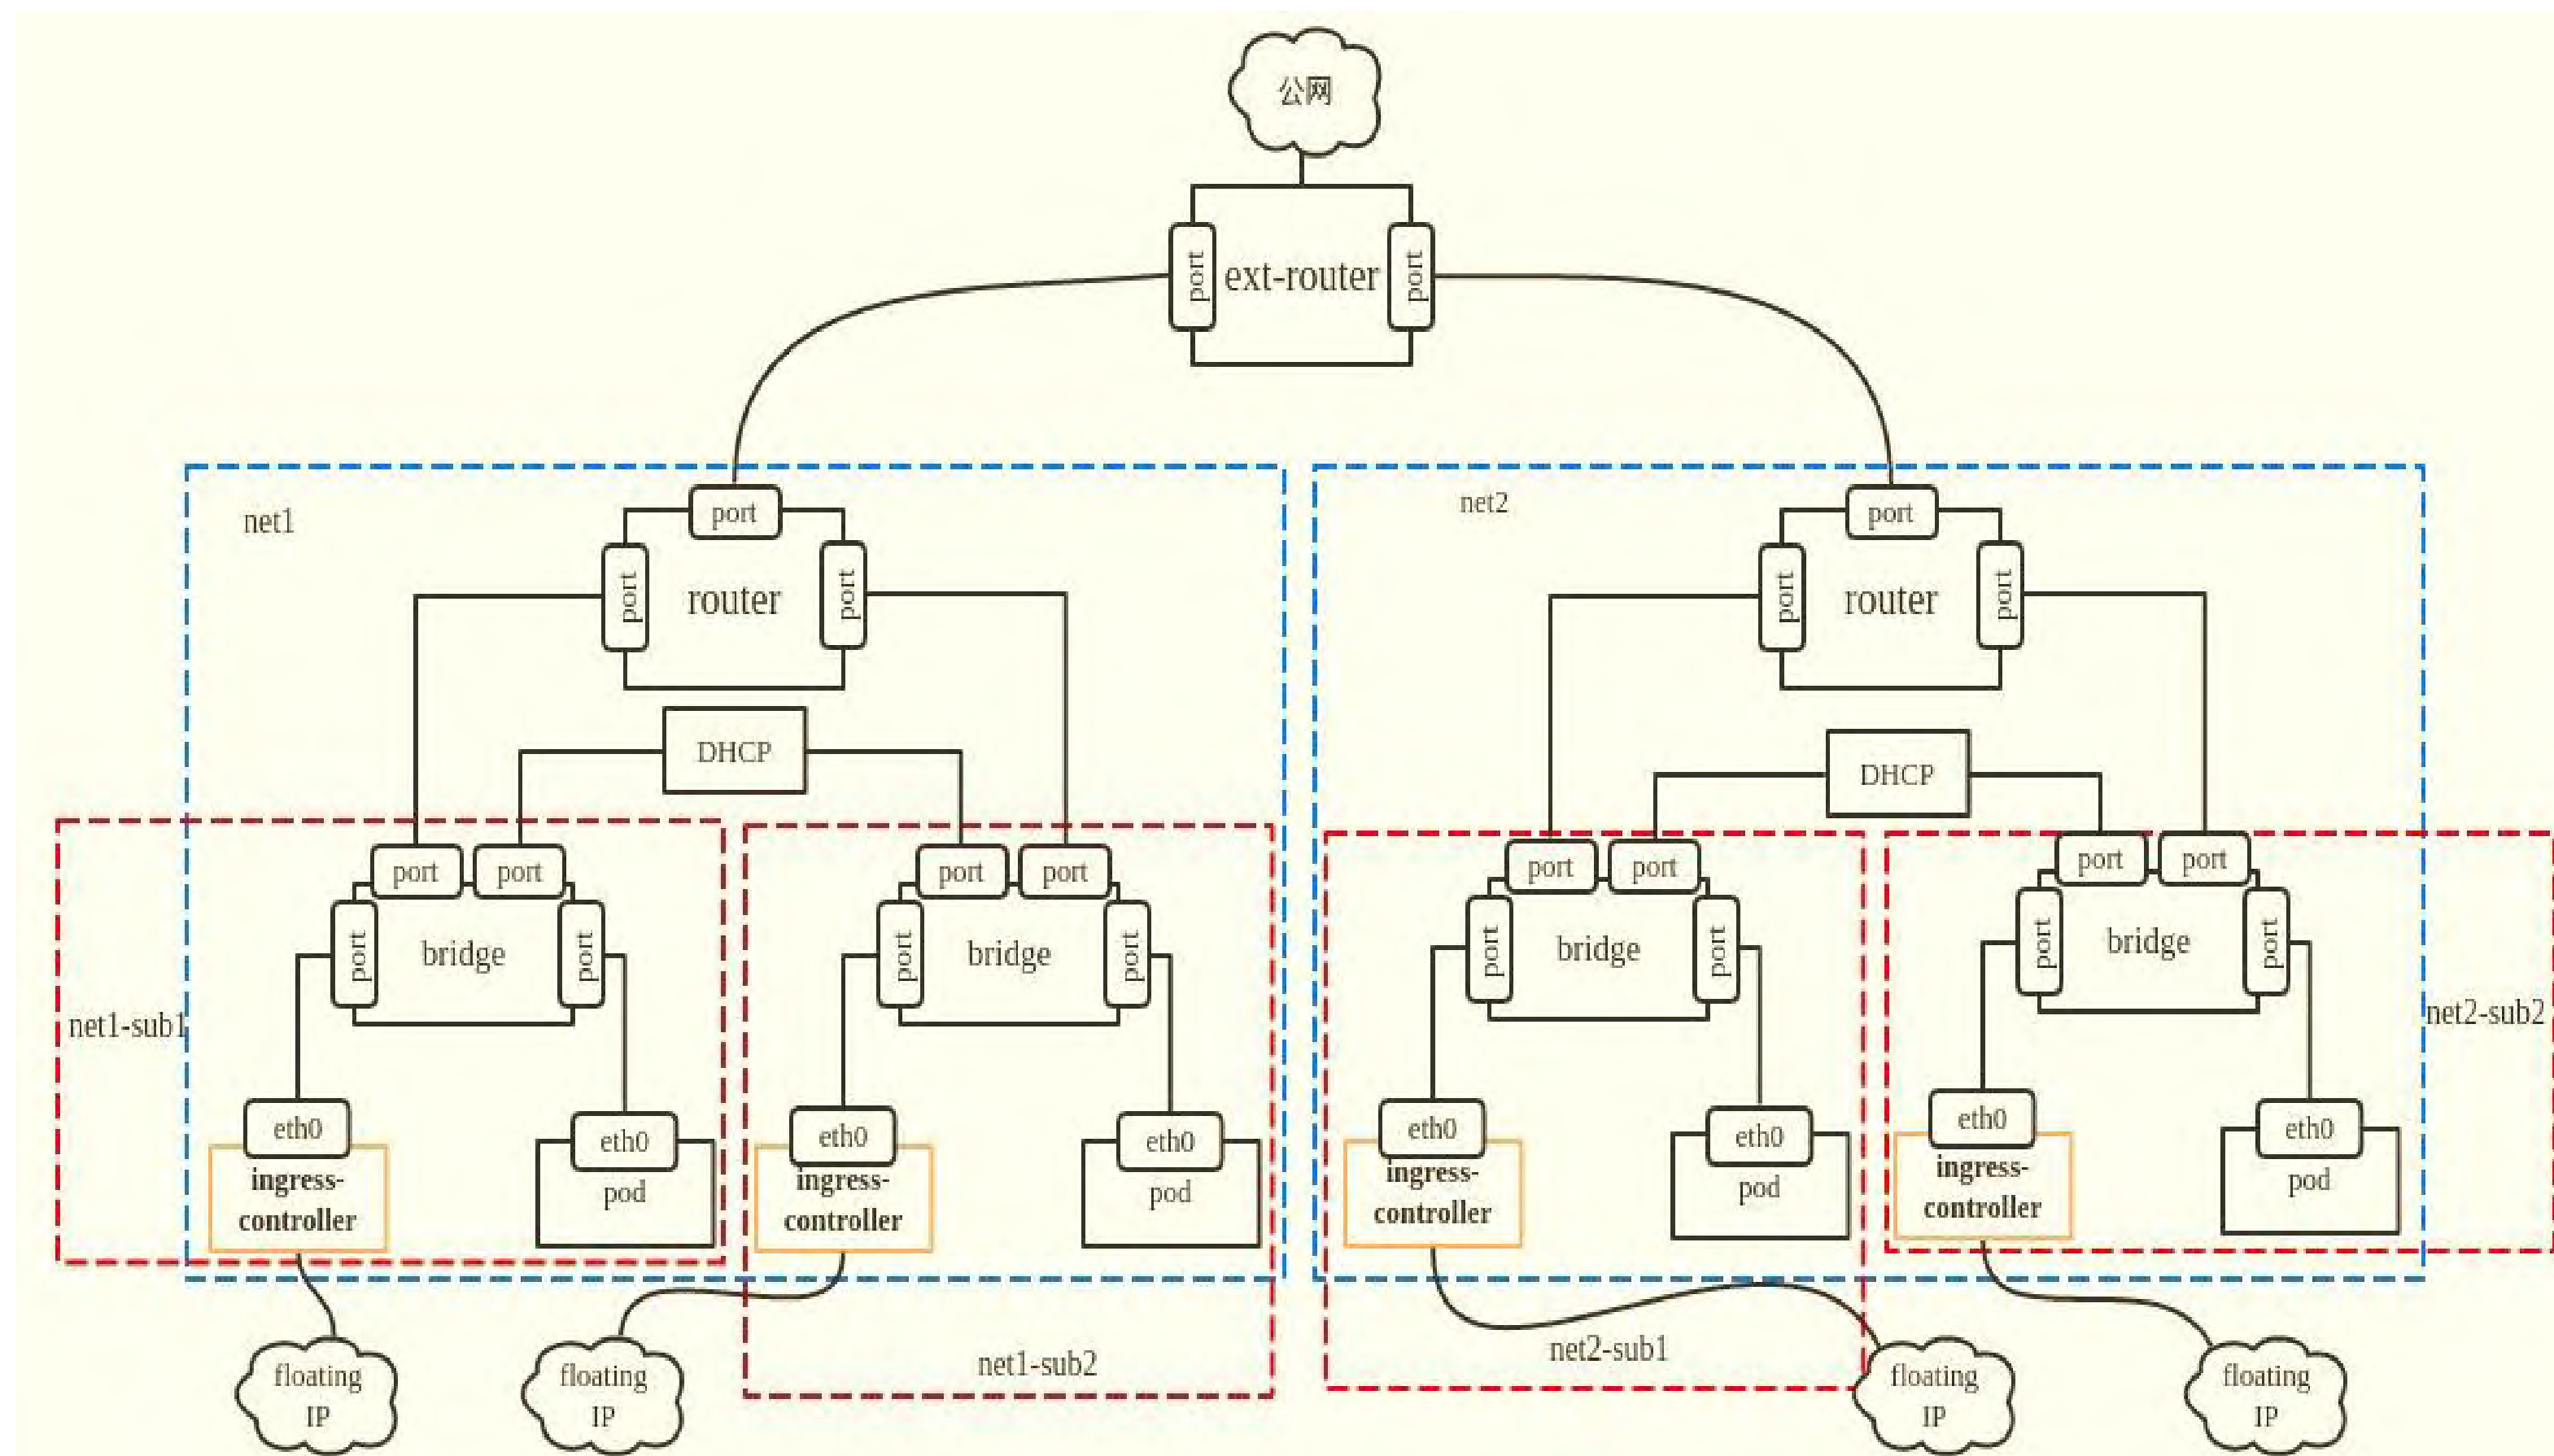 公网
port
ext-router
port
net1
port
port
router
port
DHCP
net2
port
port
router
port
DHCP
net1-sub1
port
port
port
bridge
port
eth0
ingress-
controller
eth0
pod
floating
IP
port
port
port
bridge
port
eth0
ingress-
controller
eth0
pod
net1-sub2
floating
IP
port
port
port
bridge
port
eth0
ingress-
controller
eth0
pod
net2-sub1
floating
IP
port
port
port
bridge
port
net2-sub2
eth0
ingress-
controller
eth0
pod
floating
IP